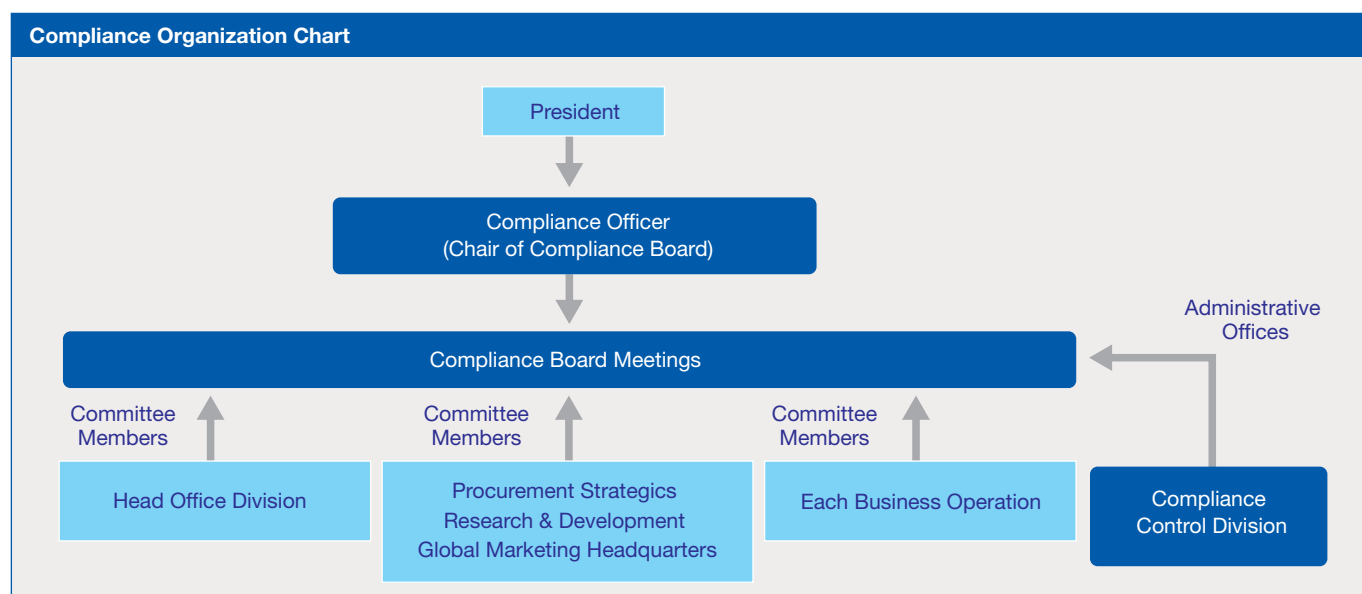 Compliance Organization Chart
President
Compliance Officer
(Chair of Compliance Board)
Administrative
Offices
Compliance Board Meetings
Committee
Members
Committee
Members
Committee
Members
Head Office Division
Procurement Strategics
Research & Development
Global Marketing Headquarters
Each Business Operation
Compliance
Control Division